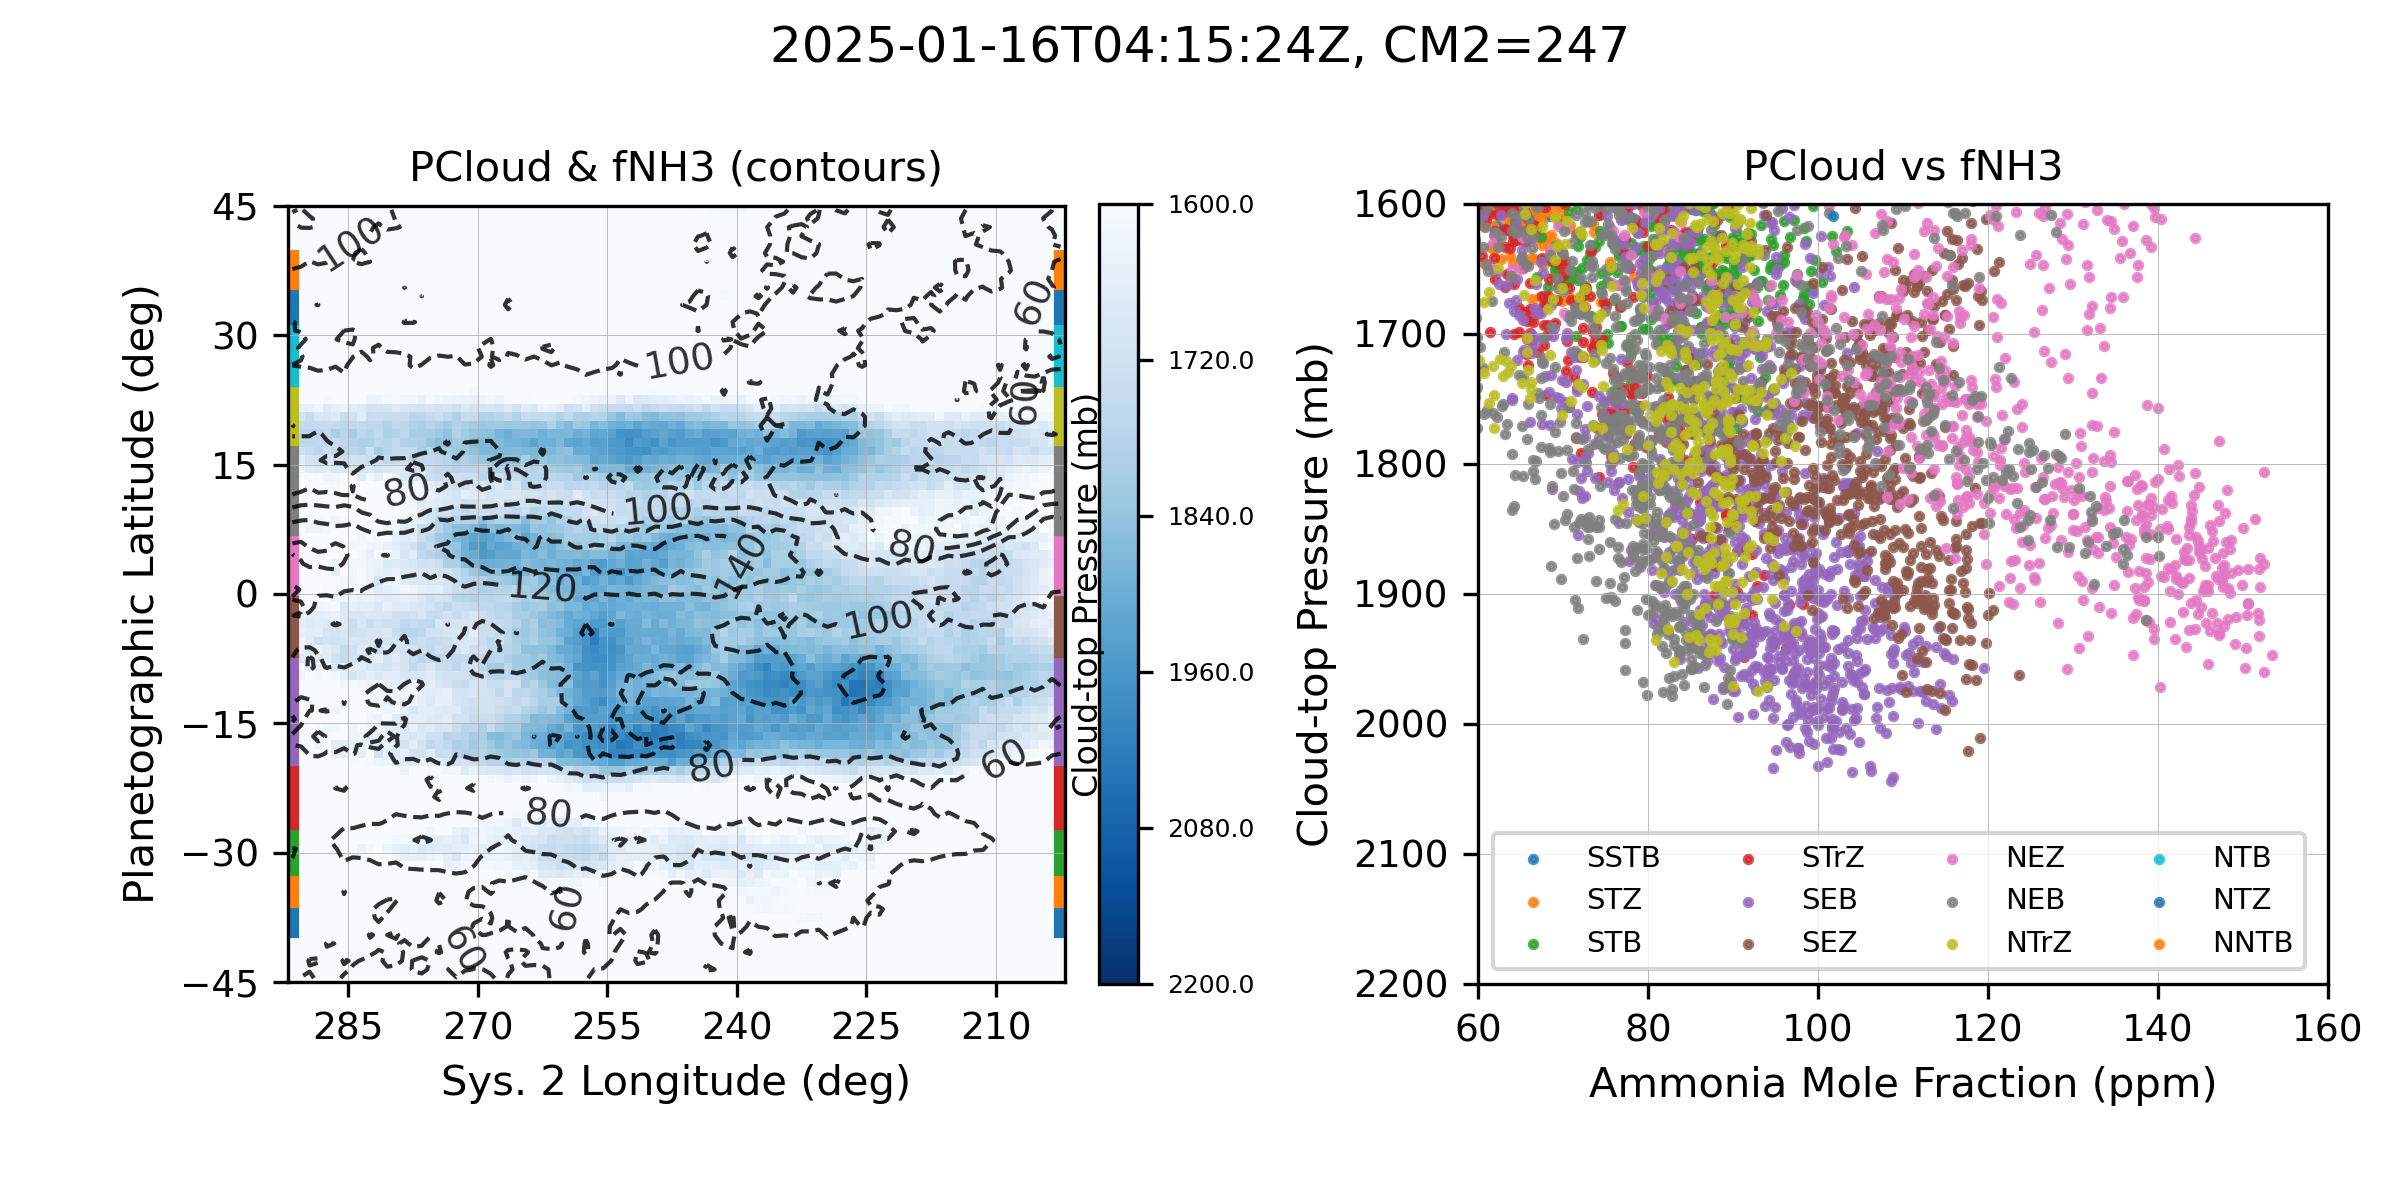 2025-01-16T04:15:24Z, CM2=247
PCloud & fNH3 (contours)
Planetographic Latitude (deg)
45
30
15
0
−15
−30
−45
100
60
100
60
80
100
80
140
120
100
80
60
80
60
60
285
270
255
240
225
210
Sys. 2 Longitude (deg)
Cloud-top Pressure (mb)
1600.0
1720.0
1840.0
1960.0
2080.0
2200.0
PCloud vs fNH3
Cloud-top Pressure (mb)
1600
1700
1800
1900
2000
2100
2200
SSTB
STZ
STB
STrZ
SEB
SEZ
NEZ
NEB
NTrZ
NTB
NTZ
NNTB
60
80
100
120
140
160
Ammonia Mole Fraction (ppm)